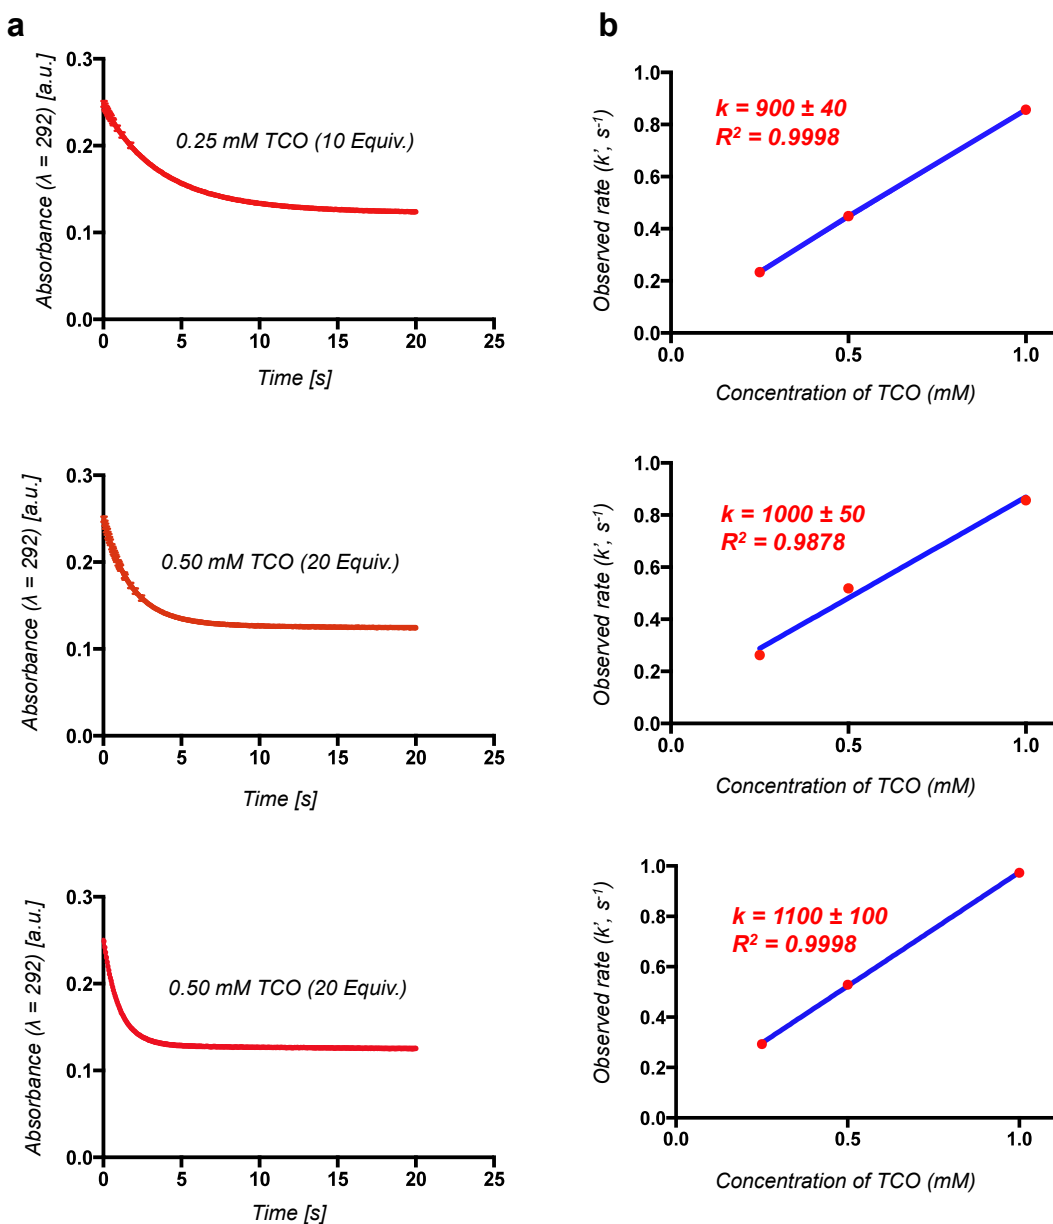 a
Absorbance (λ = 292) [a.u.]
0.3
0.2
0.1
0.0
0.25 mM TCO (10 Equiv.)
0 5 10 15 20 25
Time [s]
b
Observed rate (k', s-1)
1.0
0.8
0.6
0.4
0.2
0.0
k = 900 ± 40
R2 = 0.9998
0.0 0.5 1.0
Concentration of TCO (mM)
Absorbance (λ = 292) [a.u.]
0.3
0.2
0.1
0.0
0.50 mM TCO (20 Equiv.)
0 5 10 15 20 25
Time [s]
Observed rate (k', s-1)
1.0
0.8
0.6
0.4
0.2
0.0
k = 1000 ± 50
R2 = 0.9878
0.0 0.5 1.0
Concentration of TCO (mM)
Absorbance (λ = 292) [a.u.]
0.3
0.2
0.1
0.0
0.50 mM TCO (20 Equiv.)
0 5 10 15 20 25
Time [s]
Observed rate (k', s-1)
1.0
0.8
0.6
0.4
0.2
0.0
k = 1100 ± 100
R2 = 0.9998
0.0 0.5 1.0
Concentration of TCO (mM)